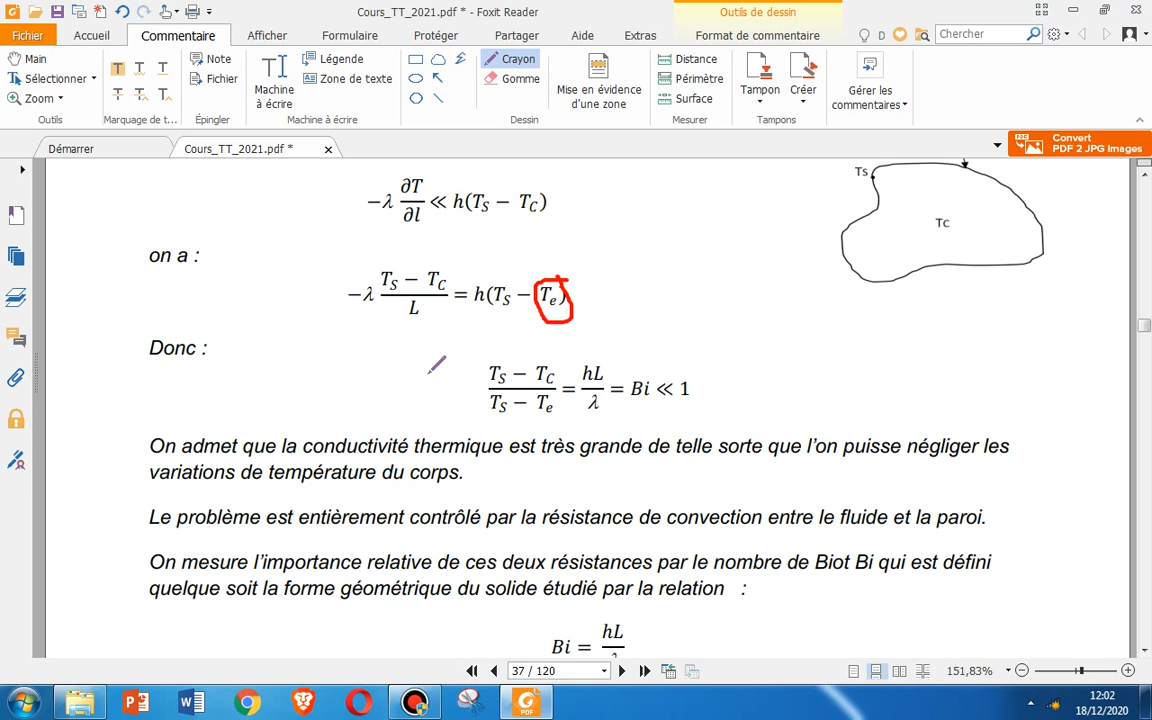 Cours_TT_2021.pdf * - Foxit Reader
Outils de dessin
Fichier Accueil Commentaire Afficher Formulaire Protéger Partager Aide Extras Format de commentaire D Chercher
Main
Sélectionner
Zoom
Outils
T T T
T T T
Marquage de t...
Note
Fichier
Épingler
Machine à écrire
Légende
Zone de texte
Machine à écrire
Crayon
Gomme
Dessin
Mise en évidence d'une zone
Distance
Périmètre
Surface
Mesurer
Tampon
Créer
Tampons
Gérer les commentaires
Démarrer
Cours_TT_2021.pdf *
Convert
PDF 2 JPG Images
−λ ∂T/∂l ≪ h(T_S − T_C)
Ts
Tc
on a :
−λ (T_S − T_C)/L = h(T_S − T_e)
Donc :
(T_S − T_C)/(T_S − T_e) = hL/λ = Bi ≪ 1
On admet que la conductivité thermique est très grande de telle sorte que l'on puisse négliger les
variations de température du corps.
Le problème est entièrement contrôlé par la résistance de convection entre le fluide et la paroi.
On mesure l'importance relative de ces deux résistances par le nombre de Biot Bi qui est défini
quelque soit la forme géométrique du solide étudié par la relation :
Bi = hL/λ
37 / 120
151,83%
12:02
18/12/2020